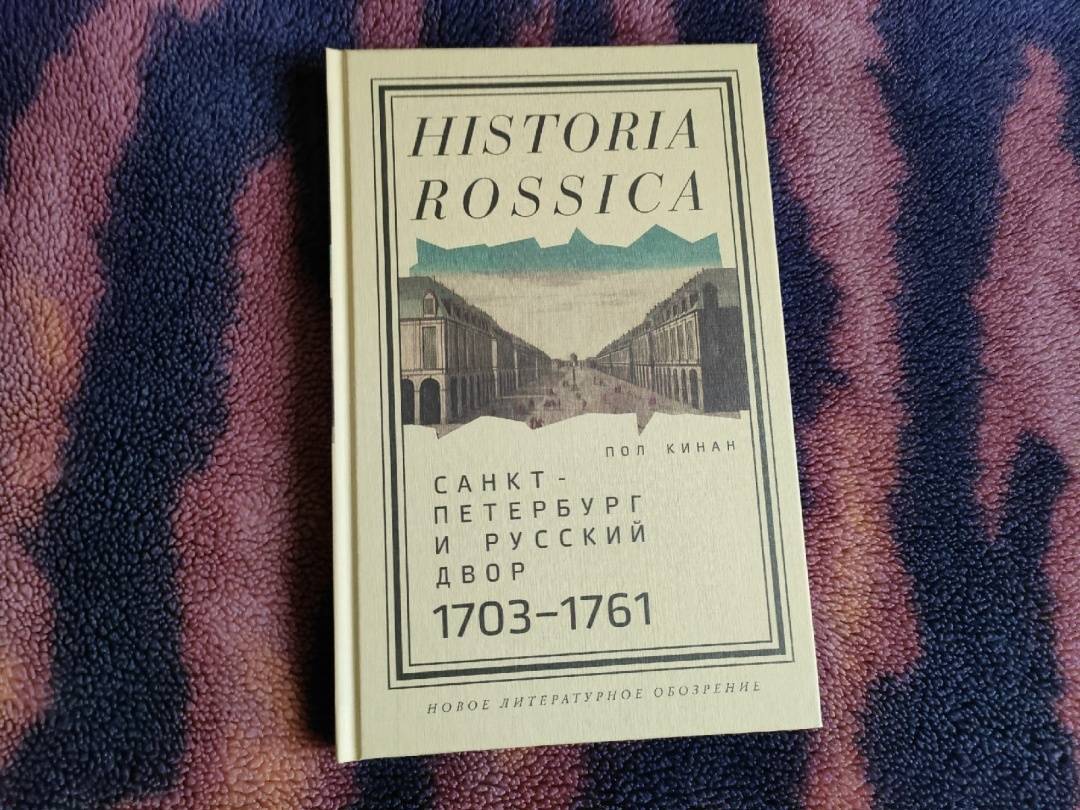 HISTORIA
ROSSICA
ПОЛ КИНАН
САНКТ-
ПЕТЕРБУРГ
И РУССКИЙ
ДВОР
1703–1761
НОВОЕ ЛИТЕРАТУРНОЕ ОБОЗРЕНИЕ